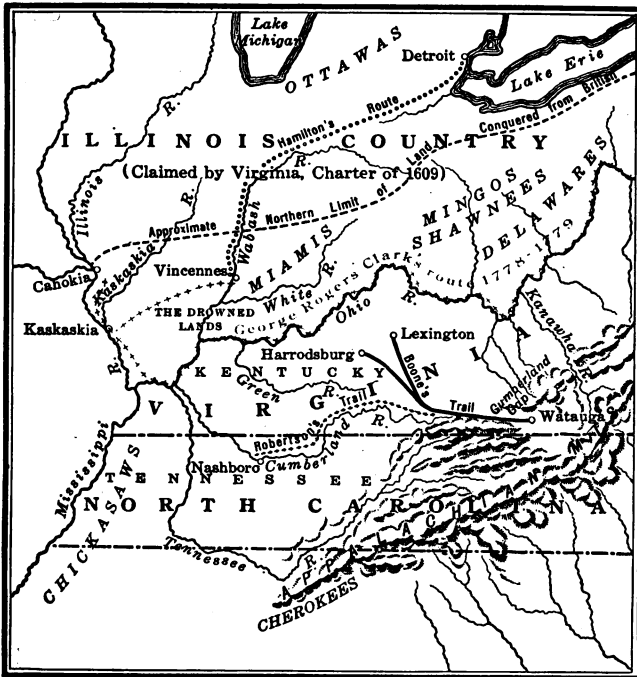 Lake
Michigan
OTTAWAS
Detroit
Lake Erie
Hamilton's Route
Conquered from British
ILLINOIS COUNTRY
R.
R.
Land
(Claimed by Virginia, Charter of 1609)
Illinois
R.
Approximate Northern Limit of
MINGOS
SHAWNEES
DELAWARES
Wabash
Cahokia
Kaskaskia
Vincennes
MIAMIS
White R.
George Rogers Clark's route 1778-1779
THE DROWNED
LANDS
Ohio R.
Kanawha R.
Kaskaskia
R.
Lexington
Harrodsburg
KENTUCKY
Green
R.
Boone's Trail
Cumberland
Gap
VIRGINIA
Watauga
Robertson's Trail
Nashboro
Cumberland R.
Mississippi
TENNESSEE
NORTH CAROLINA
CHICKASAWS
Tennessee
R.
APPALACHIAN MTS
CHEROKEES